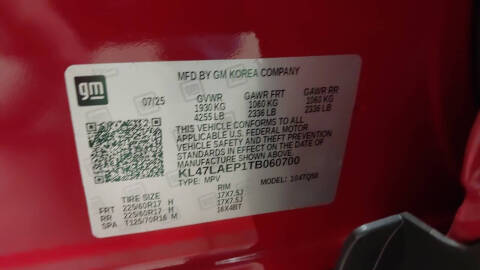 MFD BY GM KOREA COMPANY
gm
07/25 GVWR GAWR FRT GAWR RR
1930 KG 1060 KG 1060 KG
4255 LB 2336 LB 2336 LB
THIS VEHICLE CONFORMS TO ALL
APPLICABLE U.S. FEDERAL MOTOR
VEHICLE SAFETY AND THEFT PREVENTION
STANDARDS IN EFFECT ON THE DATE OF
MANUFACTURE SHOWN ABOVE.
KL47LAEP1TB060700
TYPE: MPV MODEL: 1S47Q58
TIRE SIZE RIM
FRT 225/60R17 H 17X7.5J
RR 225/60R17 H 17X7.5J
SPA T125/70R16 M 16X4BT